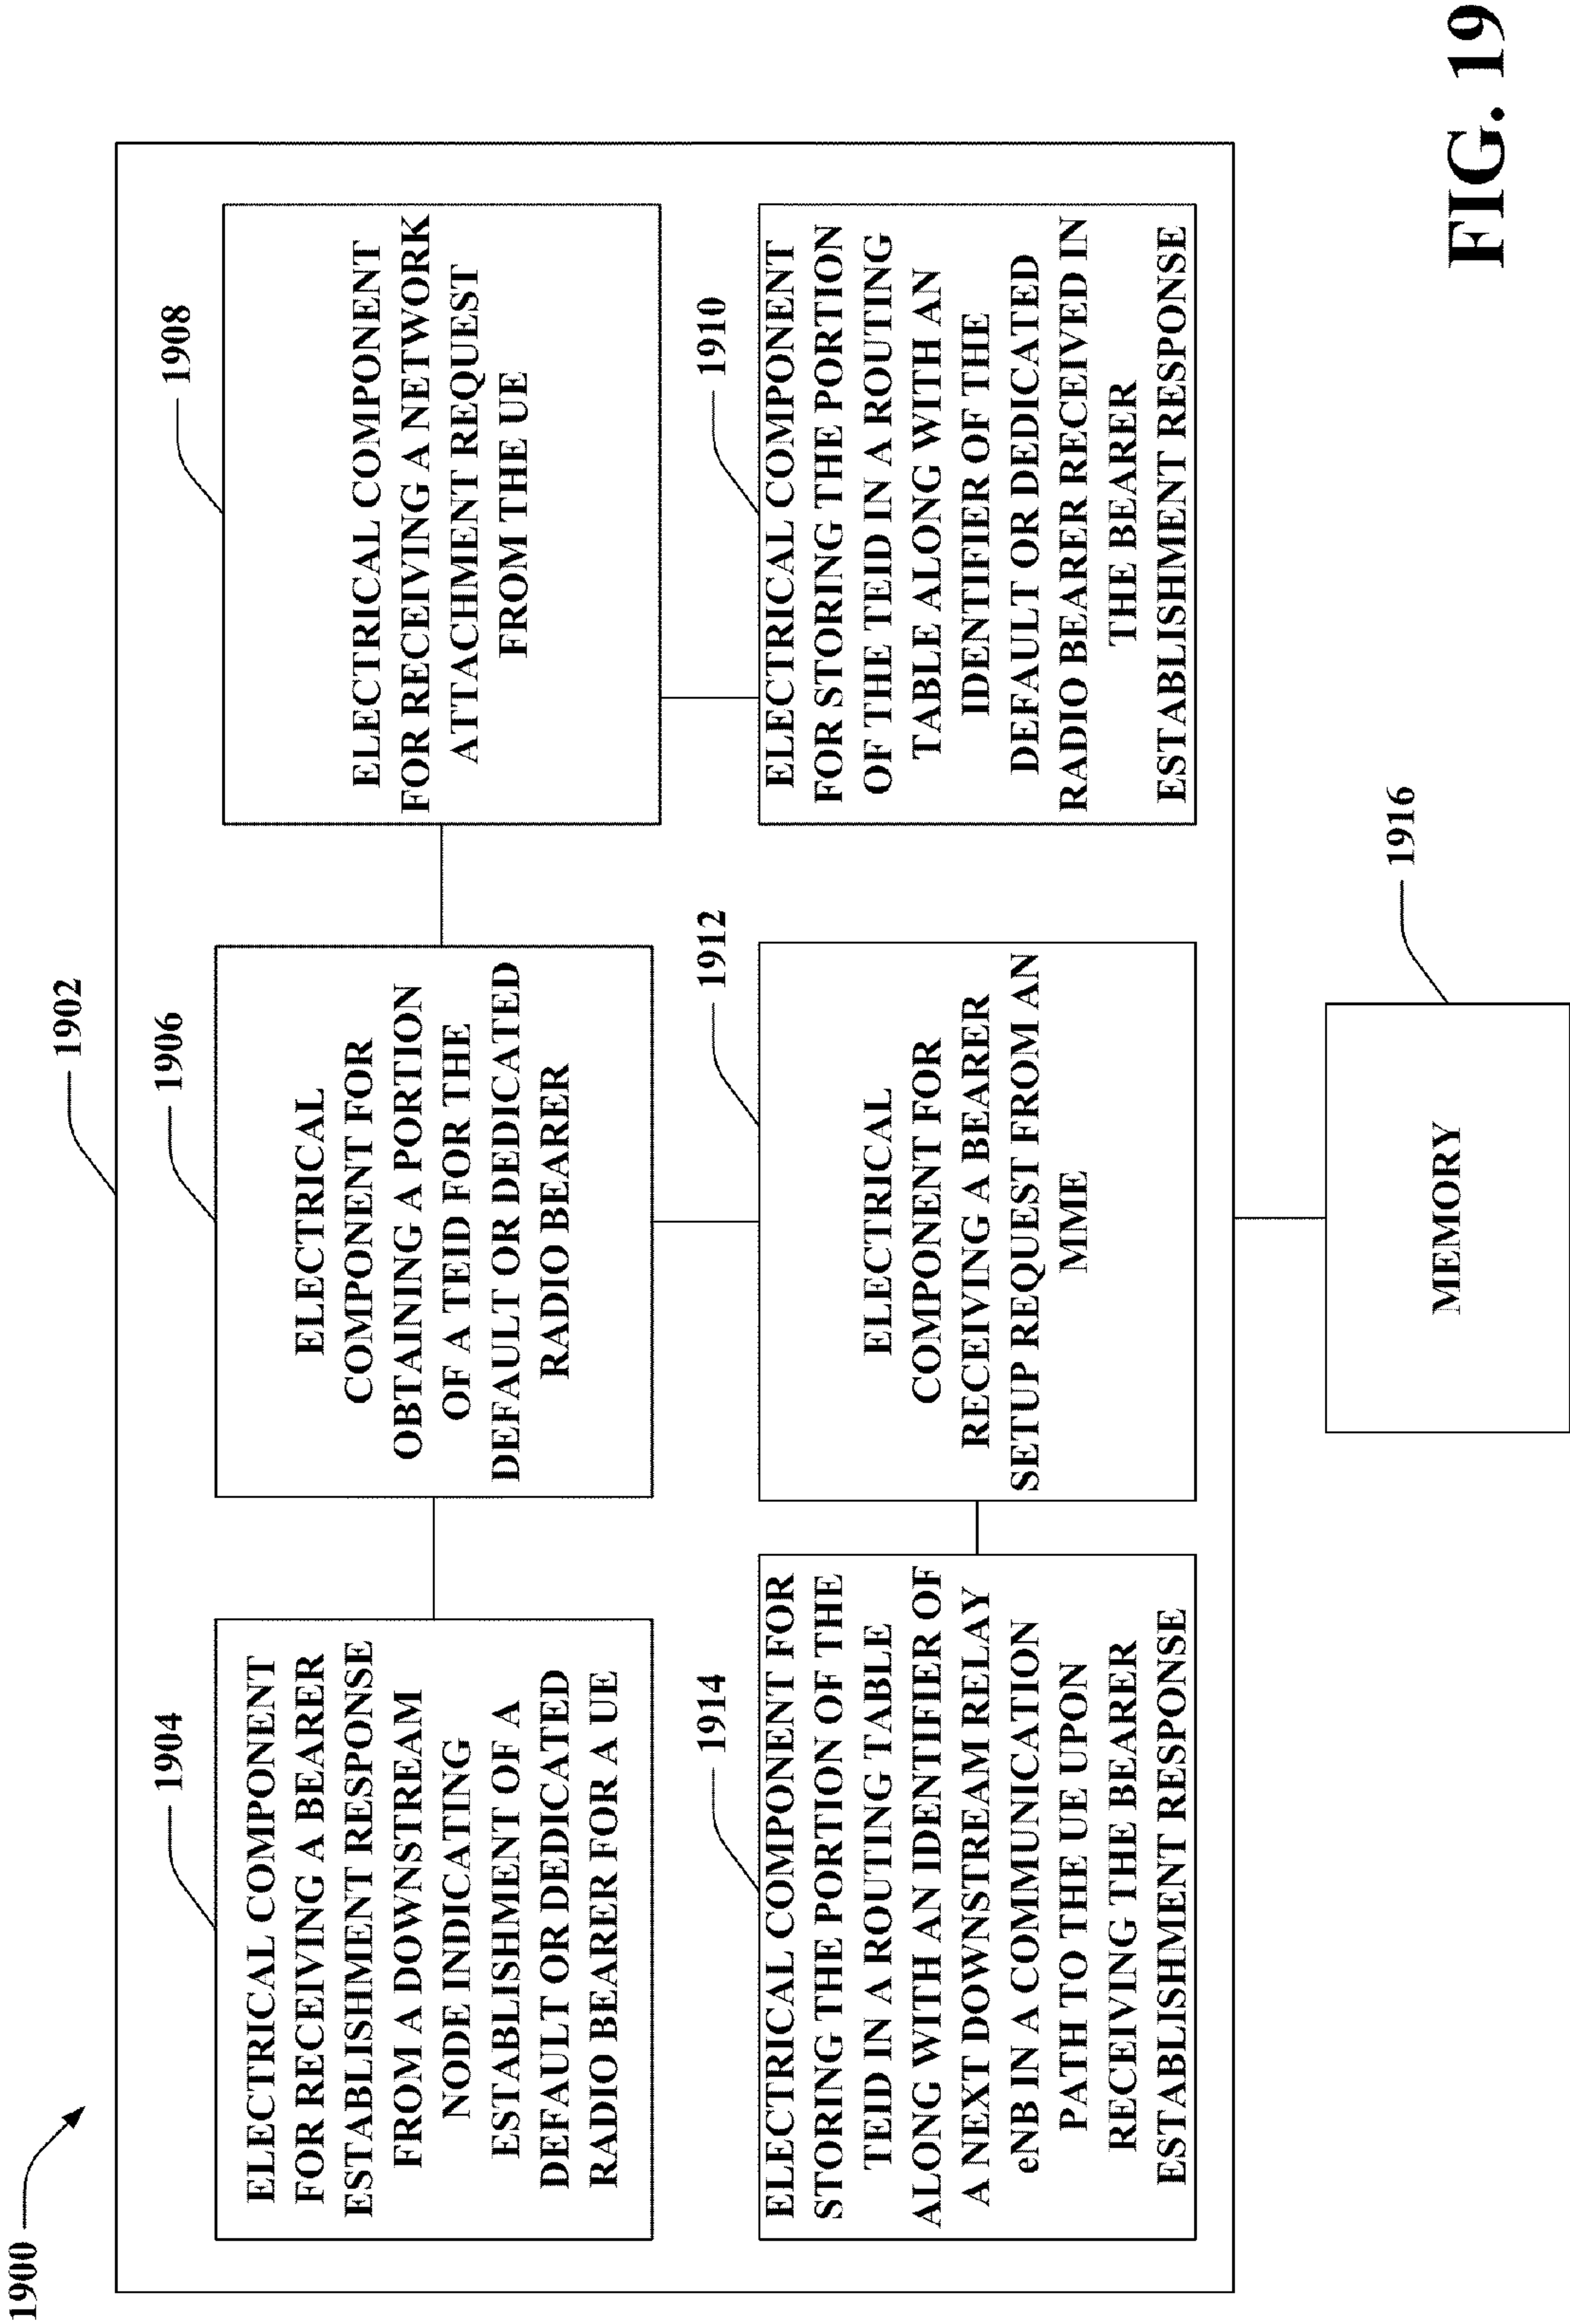 1900
1902
1904
ELECTRICAL COMPONENT
FOR RECEIVING A BEARER
ESTABLISHMENT RESPONSE
FROM A DOWNSTREAM
NODE INDICATING
ESTABLISHMENT OF A
DEFAULT OR DEDICATED
RADIO BEARER FOR A UE
1906
ELECTRICAL
COMPONENT FOR
OBTAINING A PORTION
OF A TEID FOR THE
DEFAULT OR DEDICATED
RADIO BEARER
1908
ELECTRICAL COMPONENT
FOR RECEIVING A NETWORK
ATTACHMENT REQUEST
FROM THE UE
1914
ELECTRICAL COMPONENT FOR
STORING THE PORTION OF THE
TEID IN A ROUTING TABLE
ALONG WITH AN IDENTIFIER OF
A NEXT DOWNSTREAM RELAY
eNB IN A COMMUNICATION
PATH TO THE UE UPON
RECEIVING THE BEARER
ESTABLISHMENT RESPONSE
1912
ELECTRICAL
COMPONENT FOR
RECEIVING A BEARER
SETUP REQUEST FROM AN
MME
1910
ELECTRICAL COMPONENT
FOR STORING THE PORTION
OF THE TEID IN A ROUTING
TABLE ALONG WITH AN
IDENTIFIER OF THE
DEFAULT OR DEDICATED
RADIO BEARER RECEIVED IN
THE BEARER
ESTABLISHMENT RESPONSE
1916
MEMORY
FIG. 19